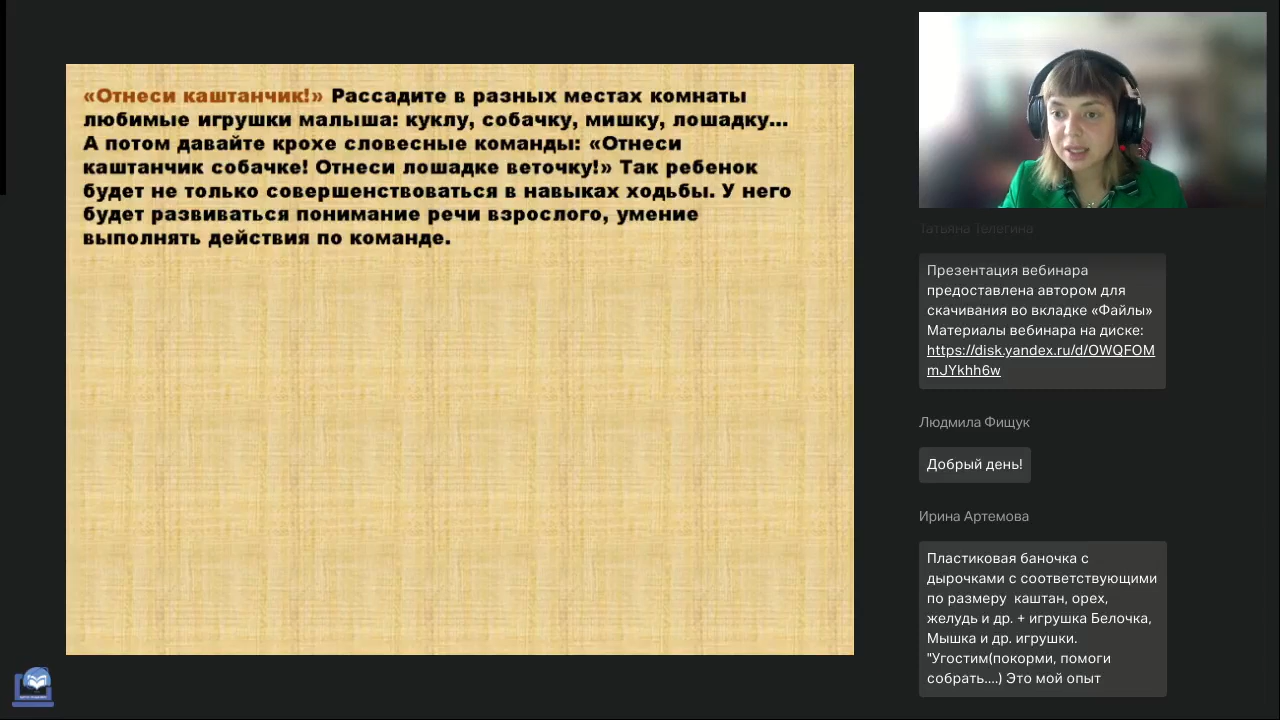 «Отнеси каштанчик!» Рассадите в разных местах комнаты
любимые игрушки малыша: куклу, собачку, мишку, лошадку...
А потом давайте крохе словесные команды: «Отнеси
каштанчик собачке! Отнеси лошадке веточку!» Так ребенок
будет не только совершенствоваться в навыках ходьбы. У него
будет развиваться понимание речи взрослого, умение
выполнять действия по команде.
Татьяна Телегина
Презентация вебинара
предоставлена автором для
скачивания во вкладке «Файлы»
Материалы вебинара на диске:
https://disk.yandex.ru/d/OWQFOM
mJYkhh6w
Людмила Фищук
Добрый день!
Ирина Артемова
Пластиковая баночка с
дырочками с соответствующими
по размеру  каштан, орех,
желудь и др. + игрушка Белочка,
Мышка и др. игрушки.
"Угостим(покорми, помоги
собрать....) Это мой опыт